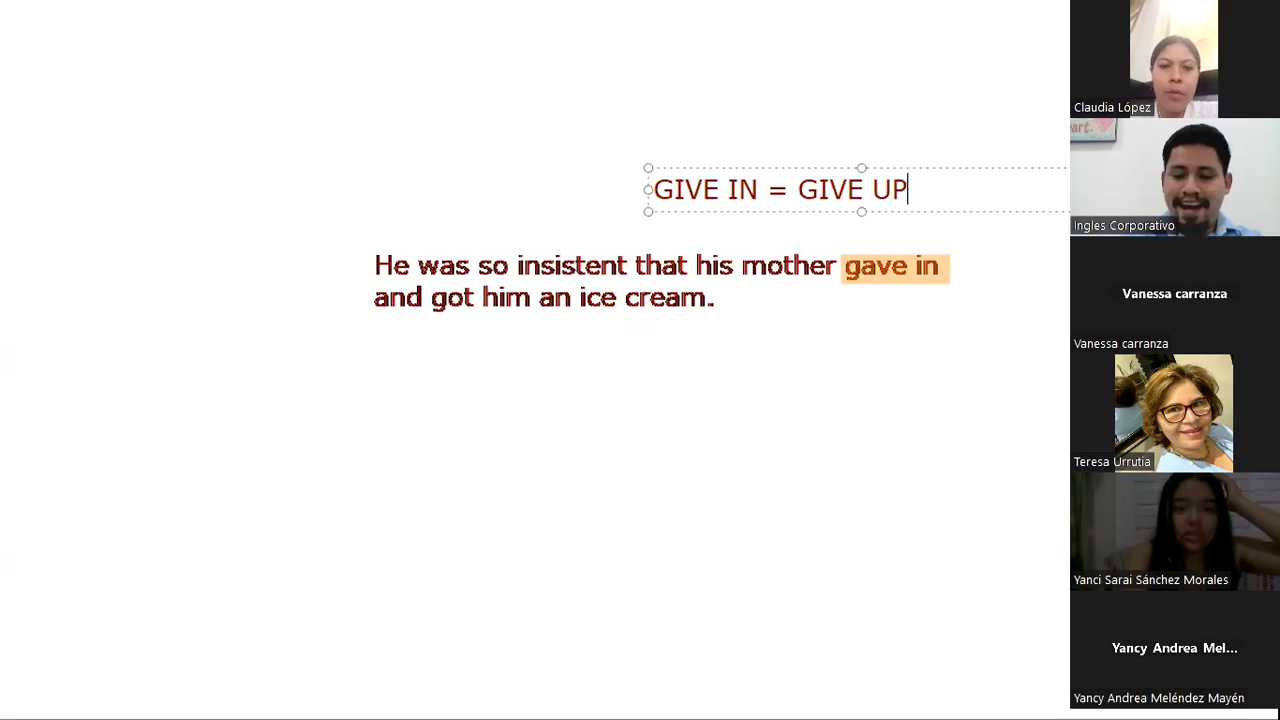 GIVE IN = GIVE UP
He was so insistent that his mother gave in
and got him an ice cream.
Claudia López
art.
Ingles Corporativo
Vanessa carranza
Vanessa carranza
Teresa Urrutia
Yanci Sarai Sánchez Morales
Yancy Andrea Mel...
Yancy Andrea Meléndez Mayén